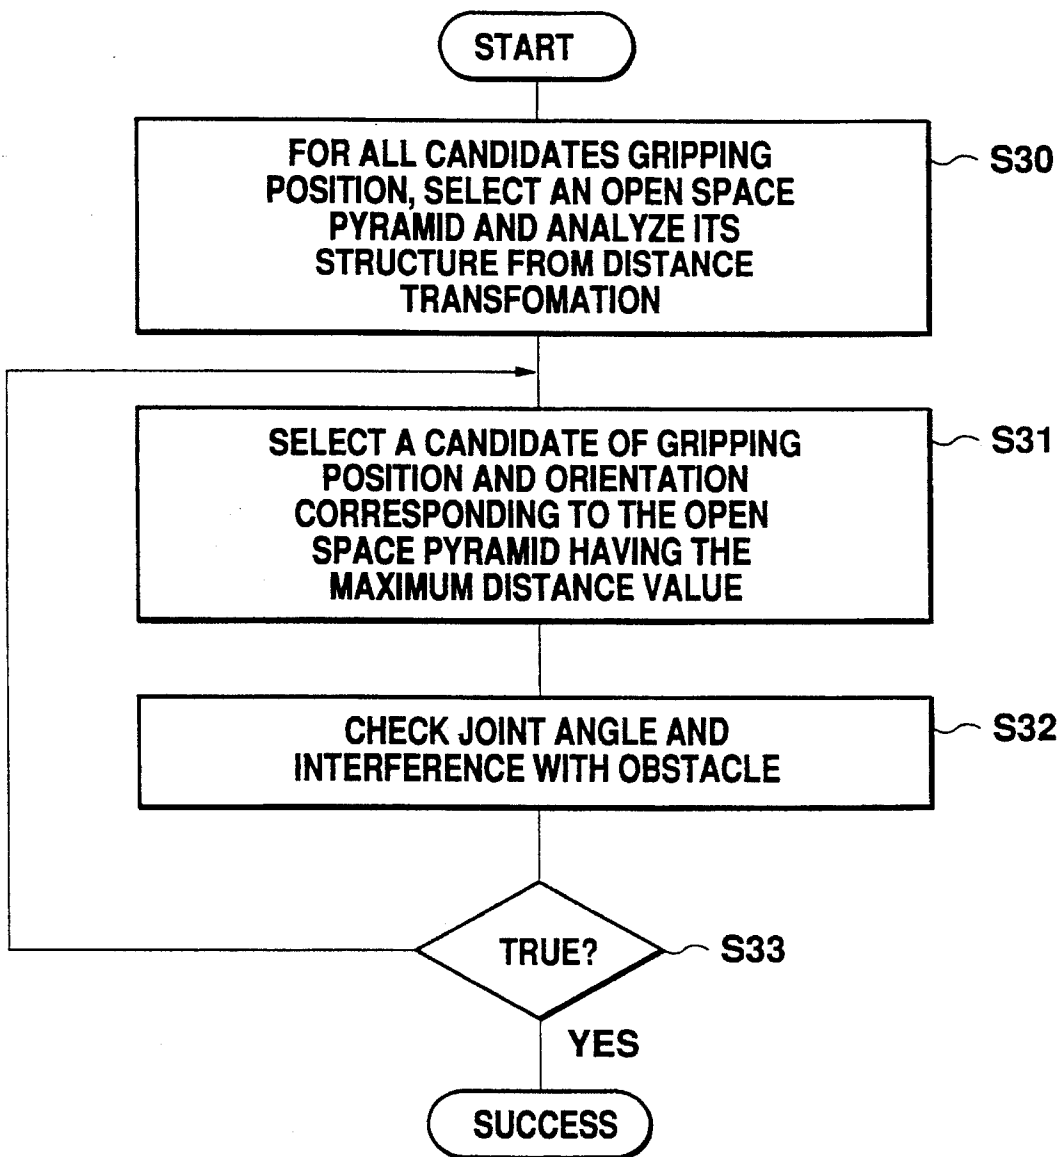 START
FOR ALL CANDIDATES GRIPPING
POSITION, SELECT AN OPEN SPACE
PYRAMID AND ANALYZE ITS
STRUCTURE FROM DISTANCE
TRANSFOMATION
S30
SELECT A CANDIDATE OF GRIPPING
POSITION AND ORIENTATION
CORRESPONDING TO THE OPEN
SPACE PYRAMID HAVING THE
MAXIMUM DISTANCE VALUE
S31
CHECK JOINT ANGLE AND
INTERFERENCE WITH OBSTACLE
S32
TRUE?
S33
YES
SUCCESS